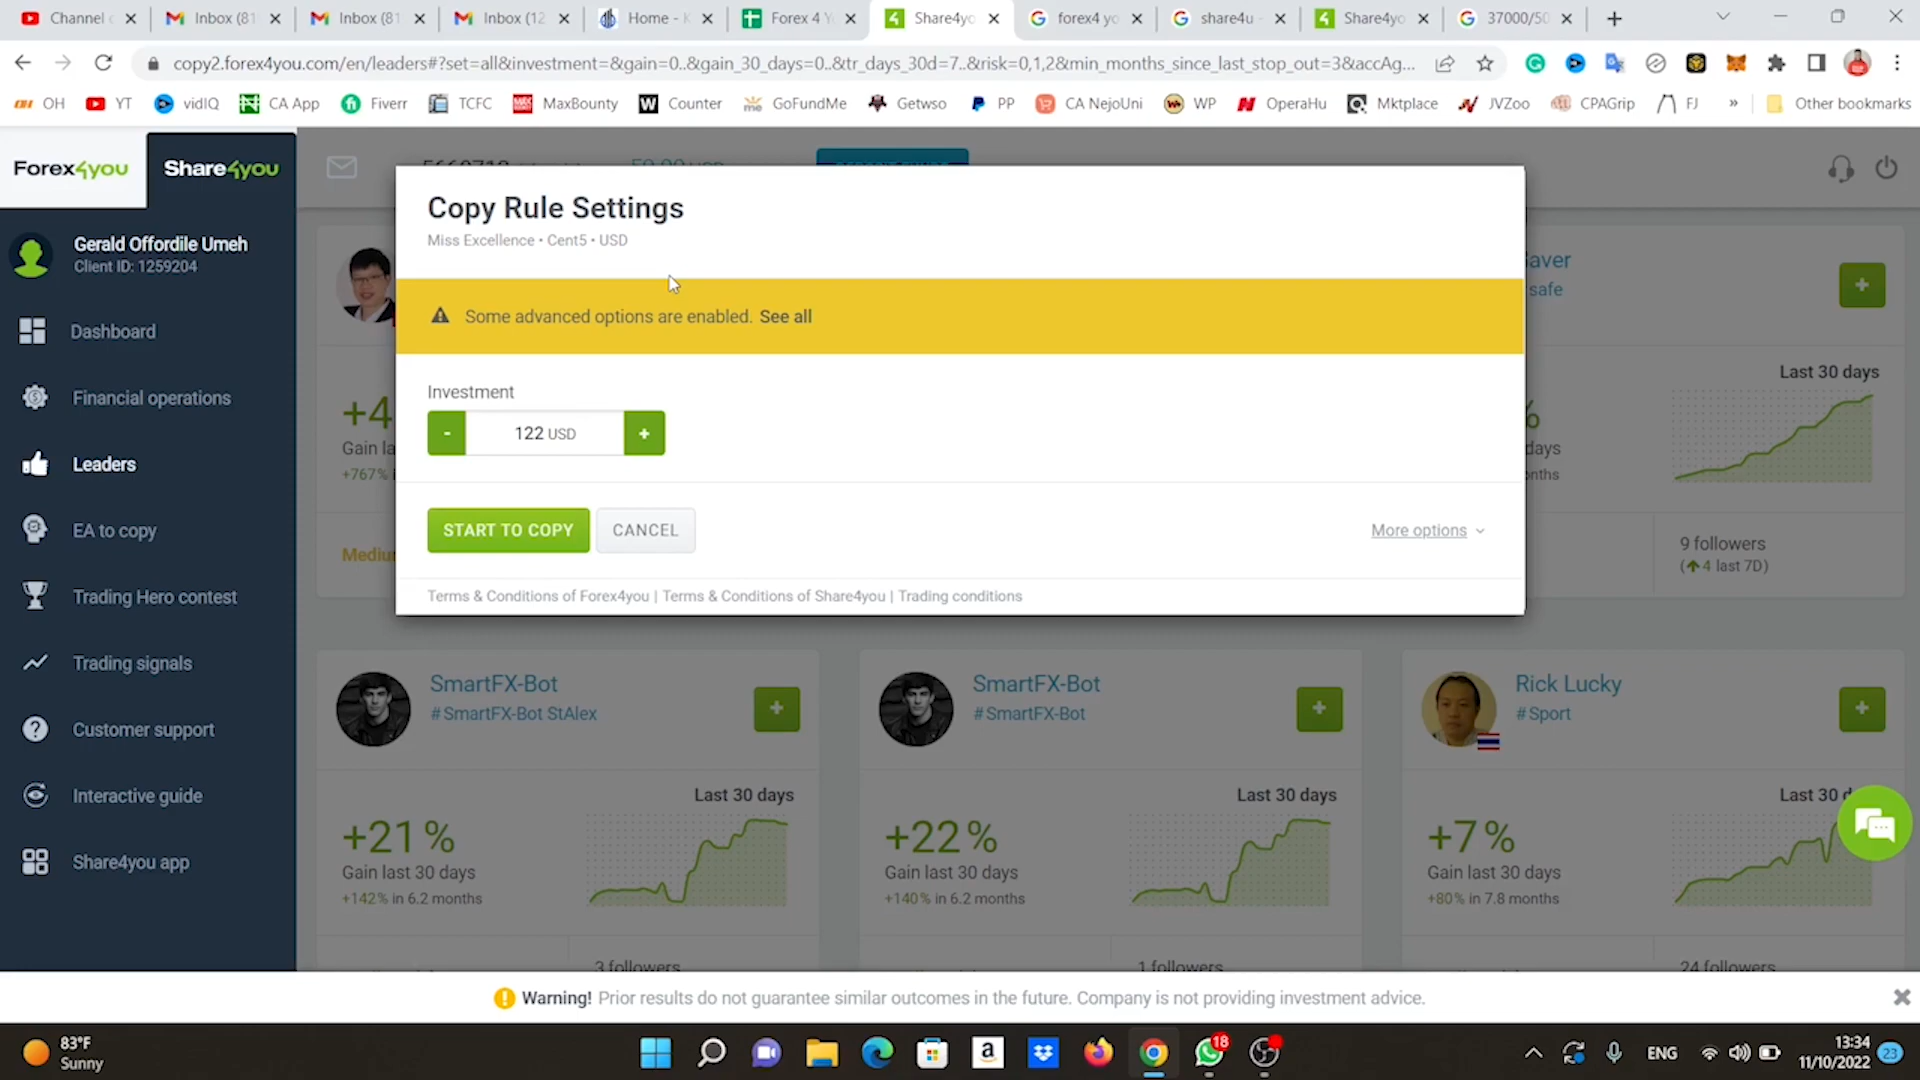 Channel
Inbox (81
Inbox (81
Inbox (12
Home - K
Forex 4 Y
Share4yo
forex4 yo
share4u -
Share4yo
37000/50
copy2.forex4you.com/en/leaders#?set=all&investment=&gain=0..&gain_30_days=0..&tr_days_30d=7..&risk=0,1,2&min_months_since_last_stop_out=3&accAg...
OH
YT
vidIQ
CA App
Fiverr
TCFC
MaxBounty
Counter
GoFundMe
Getwso
PP
CA NejoUni
WP
OperaHu
Mktplace
JVZoo
CPAGrip
FJ
»
Other bookmarks
Forex4you
Share4you
Gerald Offordile Umeh
Client ID: 1259204
Dashboard
Financial operations
Leaders
EA to copy
Trading Hero contest
Trading signals
Customer support
Interactive guide
Share4you app
Copy Rule Settings
Miss Excellence • Cent5 • USD
Some advanced options are enabled. See all
Investment
- 122 USD +
START TO COPY
CANCEL
More options
Terms & Conditions of Forex4you | Terms & Conditions of Share4you | Trading conditions
safe
Last 30 days
+4
Gain
+767%
9 followers
(4 last 7D)
SmartFX-Bot
#SmartFX-Bot StAlex
Last 30 days
+21%
Gain last 30 days
+142% in 6.2 months
3 followers
SmartFX-Bot
#SmartFX-Bot
Last 30 days
+22%
Gain last 30 days
+140% in 6.2 months
1 followers
Rick Lucky
#Sport
Last 30
+7%
Gain last 30 days
+80% in 7.8 months
24 followers
Warning! Prior results do not guarantee similar outcomes in the future. Company is not providing investment advice.
83°F
Sunny
18
ENG
13:34
11/10/2022
23